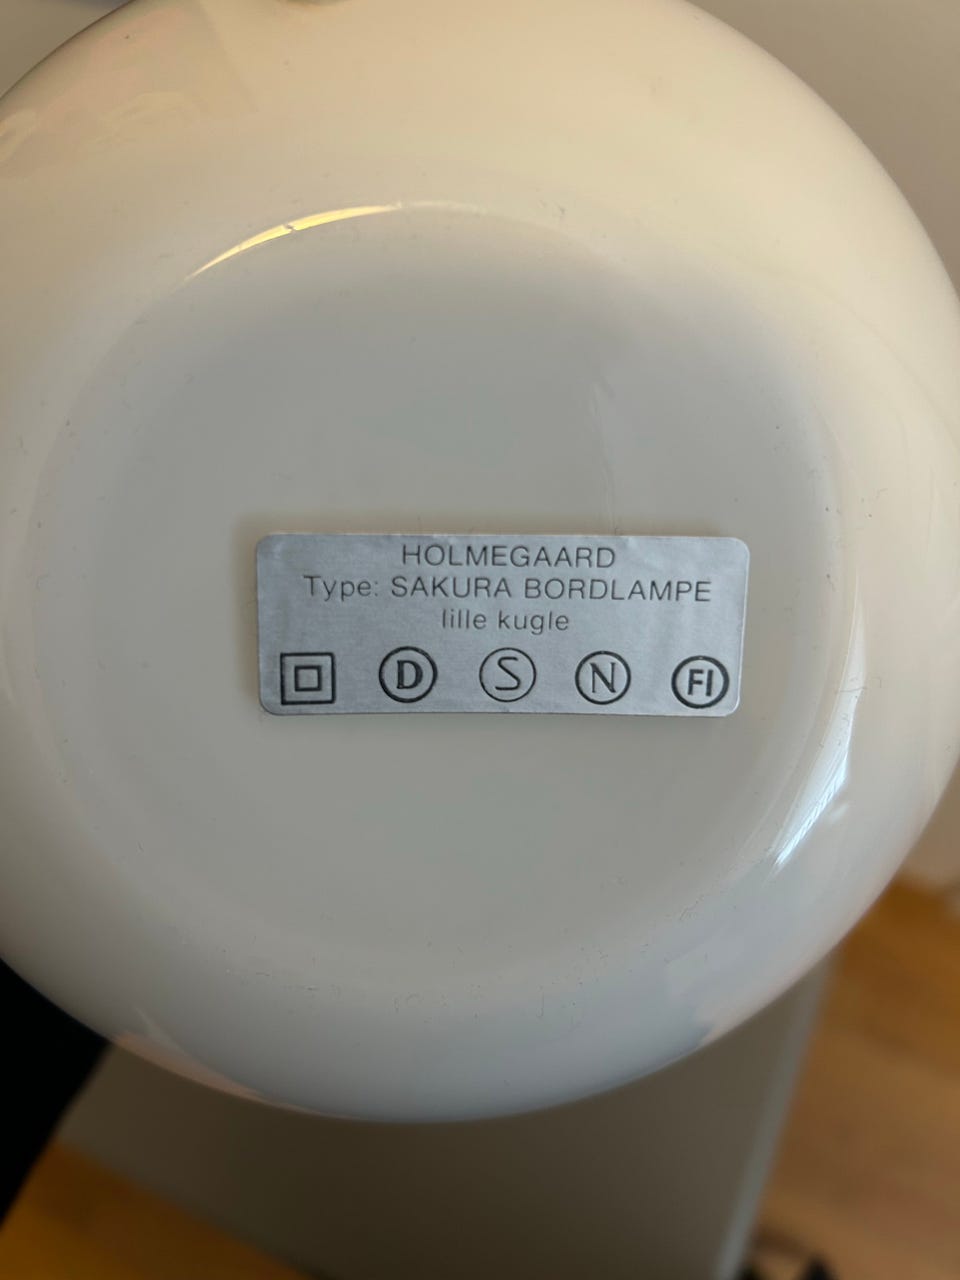 HOLMEGAARD
Type: SAKURA BORDLAMPE
lille kugle
D S N FI